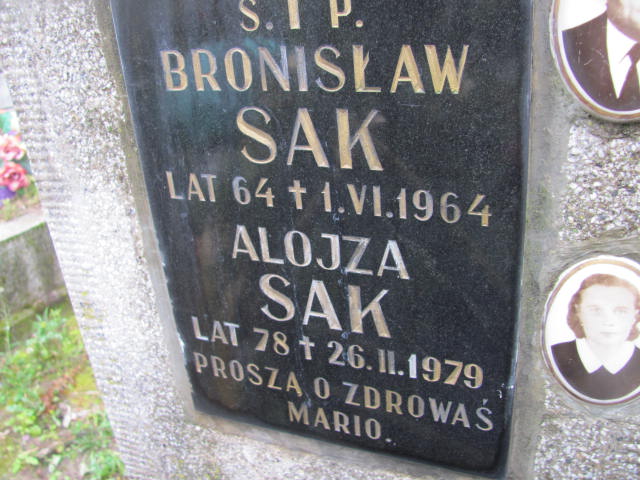 Ś. I P.
BRONISŁAW
SAK
LAT 64 ✝ 1.VI.1964
ALOJZA
SAK
LAT 78 ✝ 26.II.1979
PROSZĄ O ZDROWAŚ
MARIO.